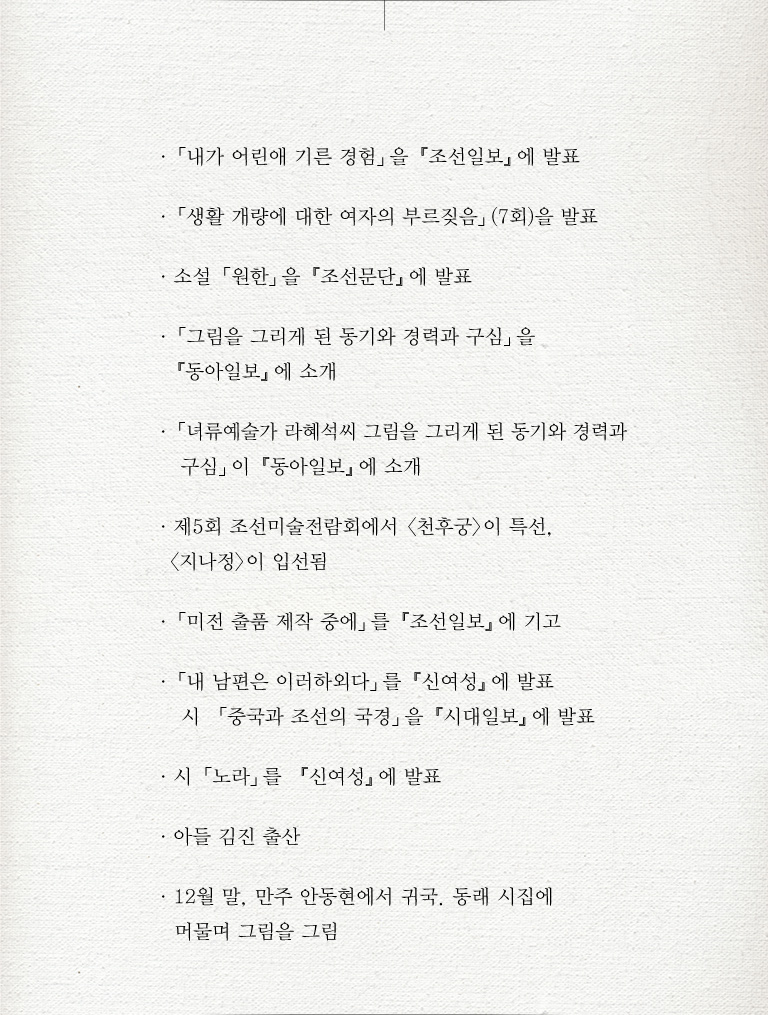 · 「내가 어린애 기른 경험」을 『조선일보』에 발표
· 「생활 개량에 대한 여자의 부르짖음」(7회)을 발표
· 소설 「원한」을 『조선문단』에 발표
· 「그림을 그리게 된 동기와 경력과 구심」을
『동아일보』에 소개
· 「녀류예술가 라혜석씨 그림을 그리게 된 동기와 경력과
구심」이 『동아일보』에 소개
· 제5회 조선미술전람회에서 〈천후궁〉이 특선,
〈지나정〉이 입선됨
· 「미전 출품 제작 중에」를 『조선일보』에 기고
· 「내 남편은 이러하외다」를 『신여성』에 발표
시 「중국과 조선의 국경」을 『시대일보』에 발표
· 시 「노라」를 『신여성』에 발표
· 아들 김진 출산
· 12월 말, 만주 안동현에서 귀국. 동래 시집에
머물며 그림을 그림